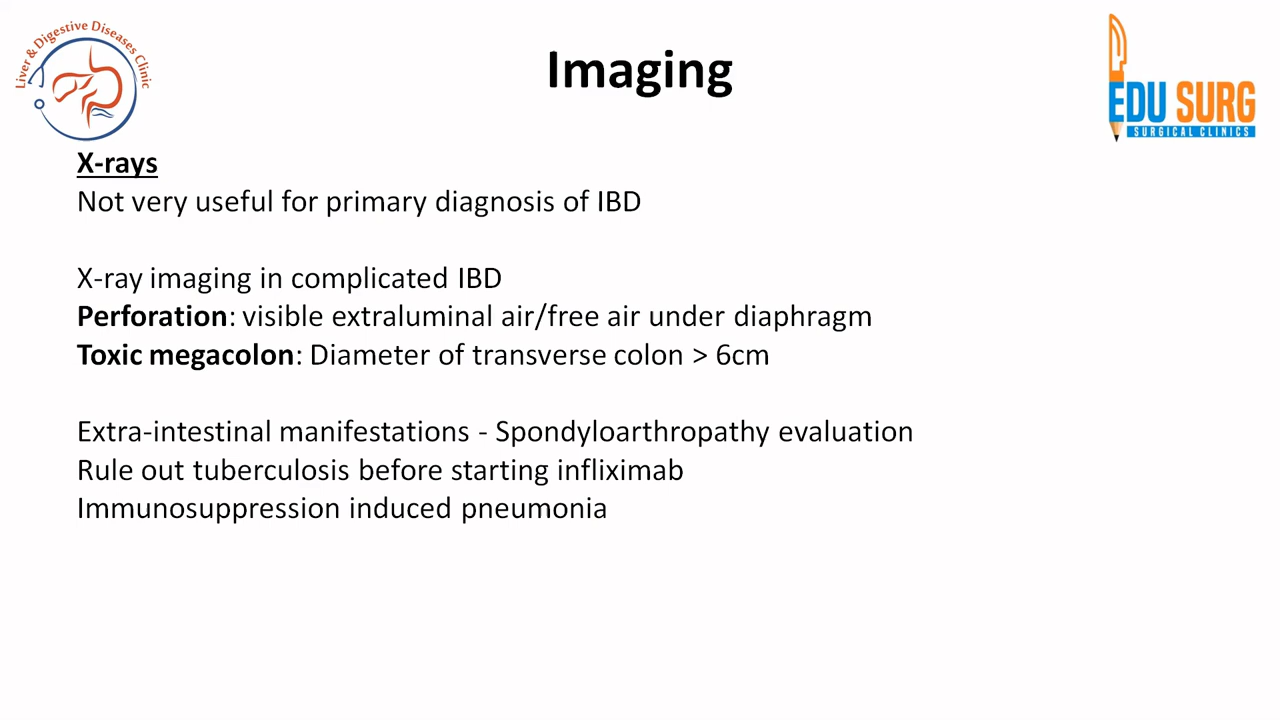 Liver & Digestive Diseases Clinic
Imaging
EDU SURG
SURGICAL CLINICS
X-rays
Not very useful for primary diagnosis of IBD
X-ray imaging in complicated IBD
Perforation: visible extraluminal air/free air under diaphragm
Toxic megacolon: Diameter of transverse colon > 6cm
Extra-intestinal manifestations - Spondyloarthropathy evaluation
Rule out tuberculosis before starting infliximab
Immunosuppression induced pneumonia